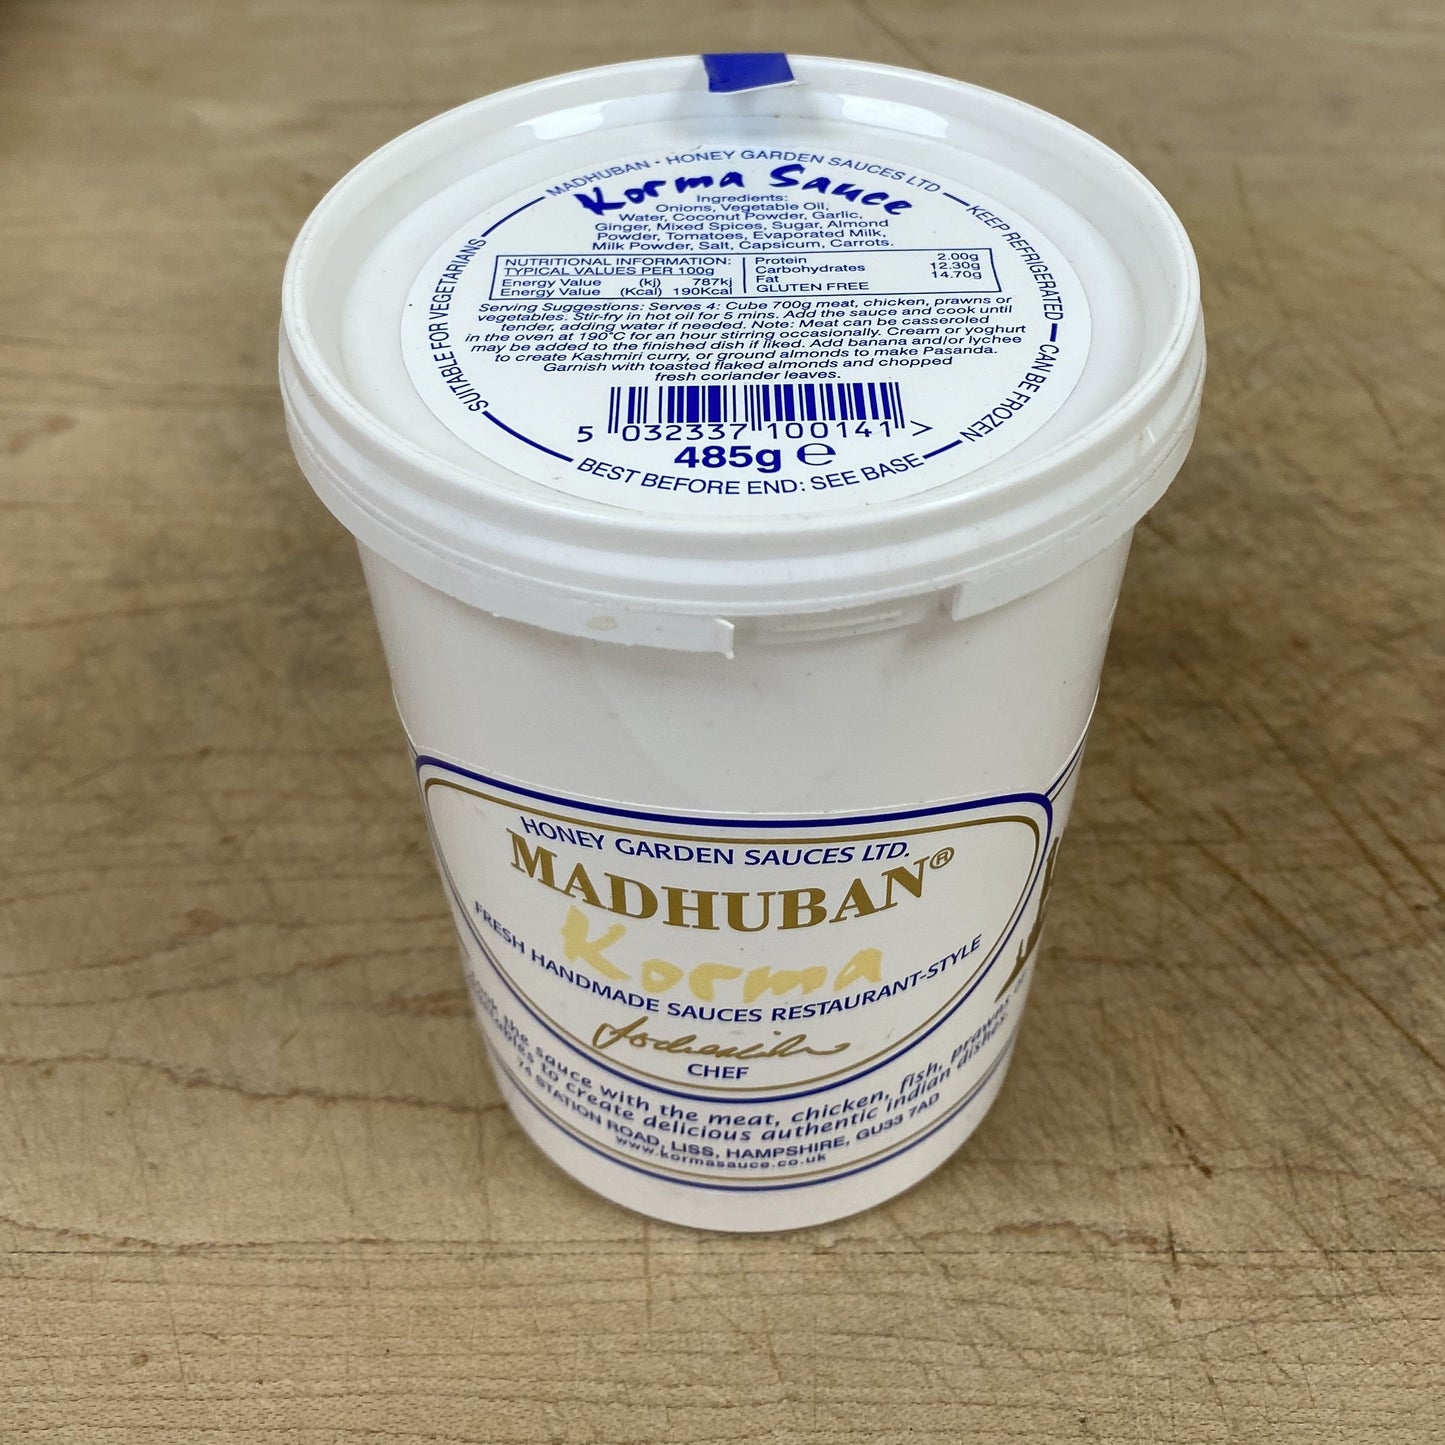 MADHUBAN · HONEY GARDEN SAUCES LTD
KEEP REFRIGERATED
CAN BE FROZEN
BEST BEFORE END: SEE BASE
SUITABLE FOR VEGETARIANS
Korma Sauce
Ingredients:
Onions, Vegetable Oil,
Water, Coconut Powder, Garlic,
Ginger, Mixed Spices, Sugar, Almond
Powder, Tomatoes, Evaporated Milk,
Milk Powder, Salt, Capsicum, Carrots.
NUTRITIONAL INFORMATION:
TYPICAL VALUES PER 100g
Energy Value (kj) 787kj
Energy Value (Kcal) 190Kcal
Protein 2.00g
Carbohydrates 12.30g
Fat 14.70g
GLUTEN FREE
Serving Suggestions: Serves 4: Cube 700g meat, chicken, prawns or
vegetables. Stir-fry in hot oil for 5 mins. Add the sauce and cook until
tender, adding water if needed. Note: Meat can be casseroled
in the oven at 190°C for an hour stirring occasionally. Cream or yoghurt
may be added to the finished dish if liked. Add banana and/or lychee
to create Kashmiri curry, or ground almonds to make Pasanda.
Garnish with toasted flaked almonds and chopped
fresh coriander leaves.
5 032337 100141 >
485g e
HONEY GARDEN SAUCES LTD.
MADHUBAN®
Korma
FRESH HANDMADE SAUCES RESTAURANT-STYLE
CHEF
the sauce with the meat, chicken, fish, prawns
to create delicious authentic indian dishes.
74 STATION ROAD, LISS, HAMPSHIRE, GU33 7AD
www.kormasauce.co.uk